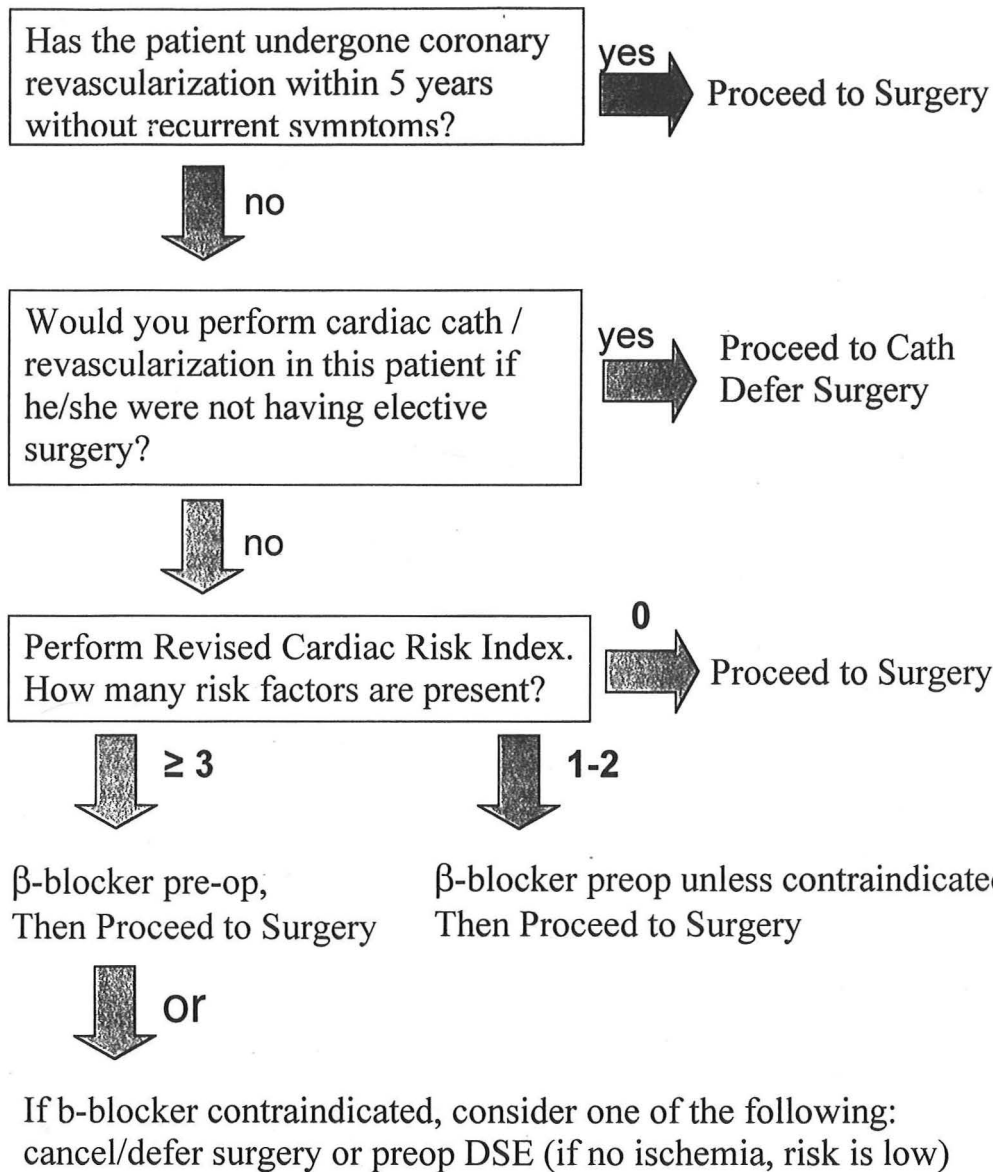 Has the patient undergone coronary
revascularization within 5 years
without recurrent symptoms?
yes
Proceed to Surgery
no
Would you perform cardiac cath /
revascularization in this patient if
he/she were not having elective
surgery?
yes
Proceed to Cath
Defer Surgery
no
Perform Revised Cardiac Risk Index.
How many risk factors are present?
0
Proceed to Surgery
≥ 3
1-2
β-blocker pre-op,
Then Proceed to Surgery
β-blocker preop unless contraindicated
Then Proceed to Surgery
or
If b-blocker contraindicated, consider one of the following:
cancel/defer surgery or preop DSE (if no ischemia, risk is low)